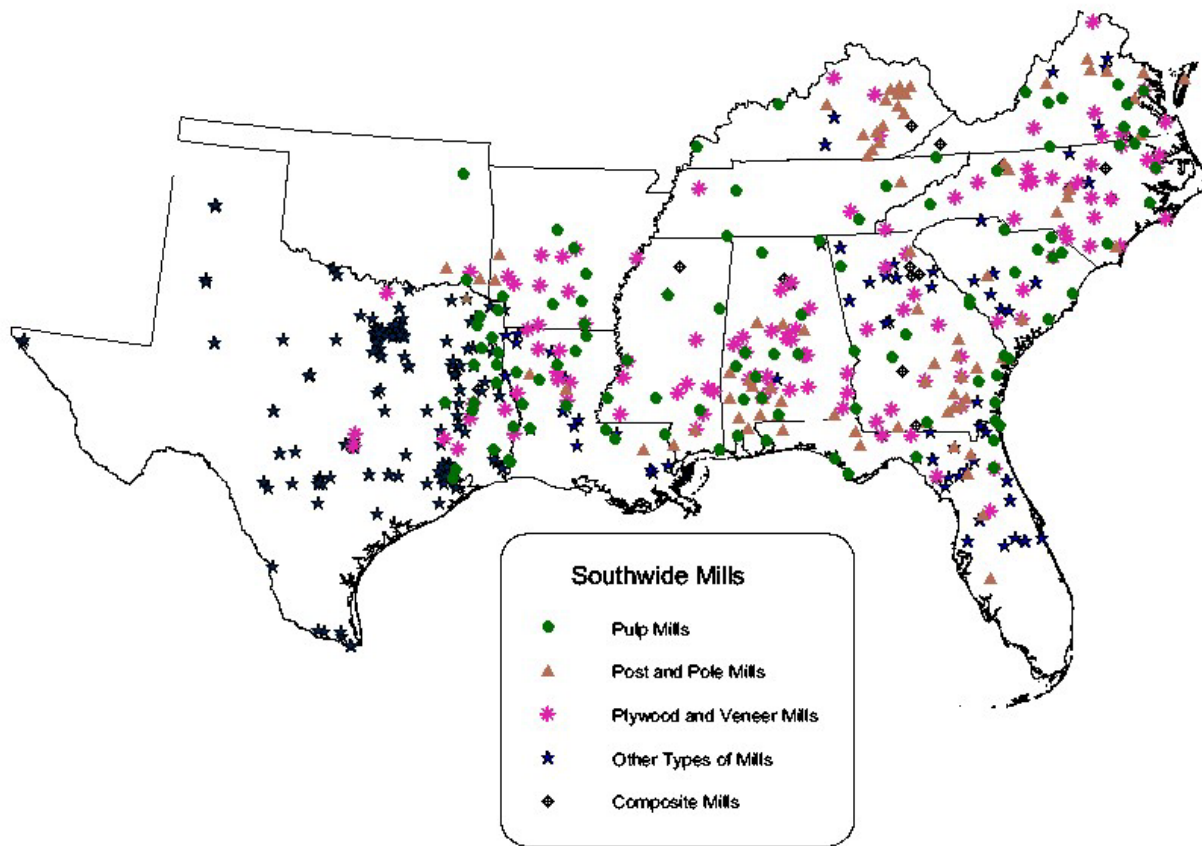 Southwide Mills
Pulp Mills
Post and Pole Mills
Plywood and Veneer Mills
Other Types of Mills
Composite Mills